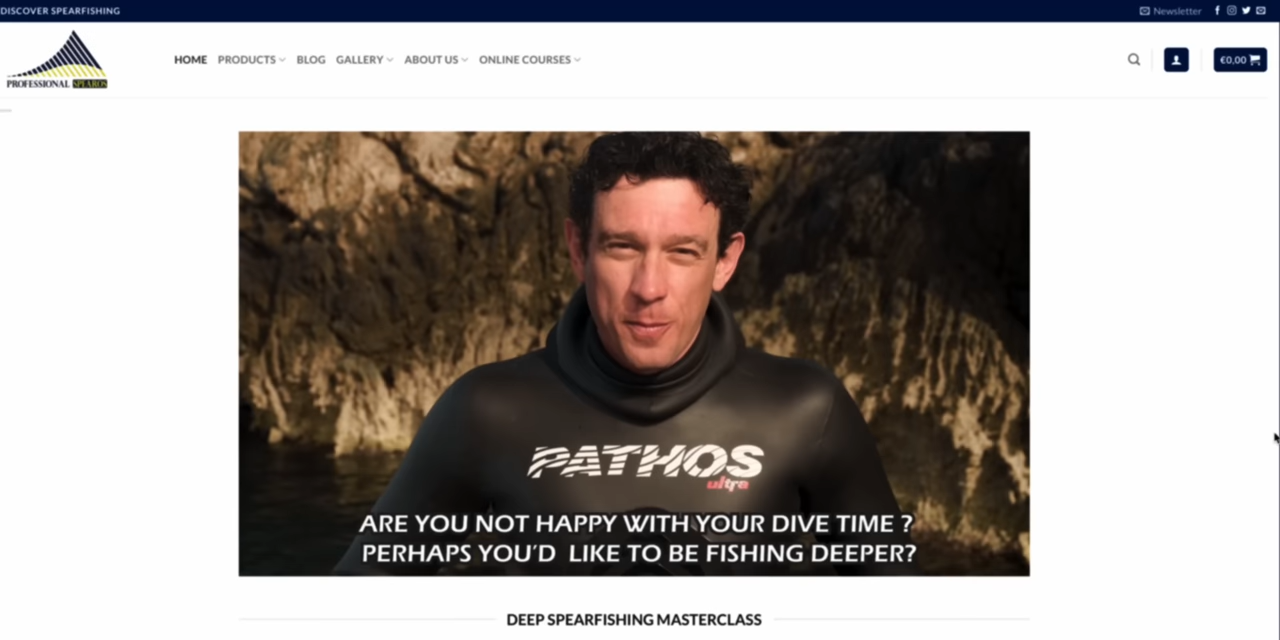 DISCOVER SPEARFISHING
Newsletter
HOME PRODUCTS BLOG GALLERY ABOUT US ONLINE COURSES
€0,00
PROFESSIONAL SPEAROS
PATHOS
ultra
ARE YOU NOT HAPPY WITH YOUR DIVE TIME ?
PERHAPS YOU'D LIKE TO BE FISHING DEEPER?
DEEP SPEARFISHING MASTERCLASS